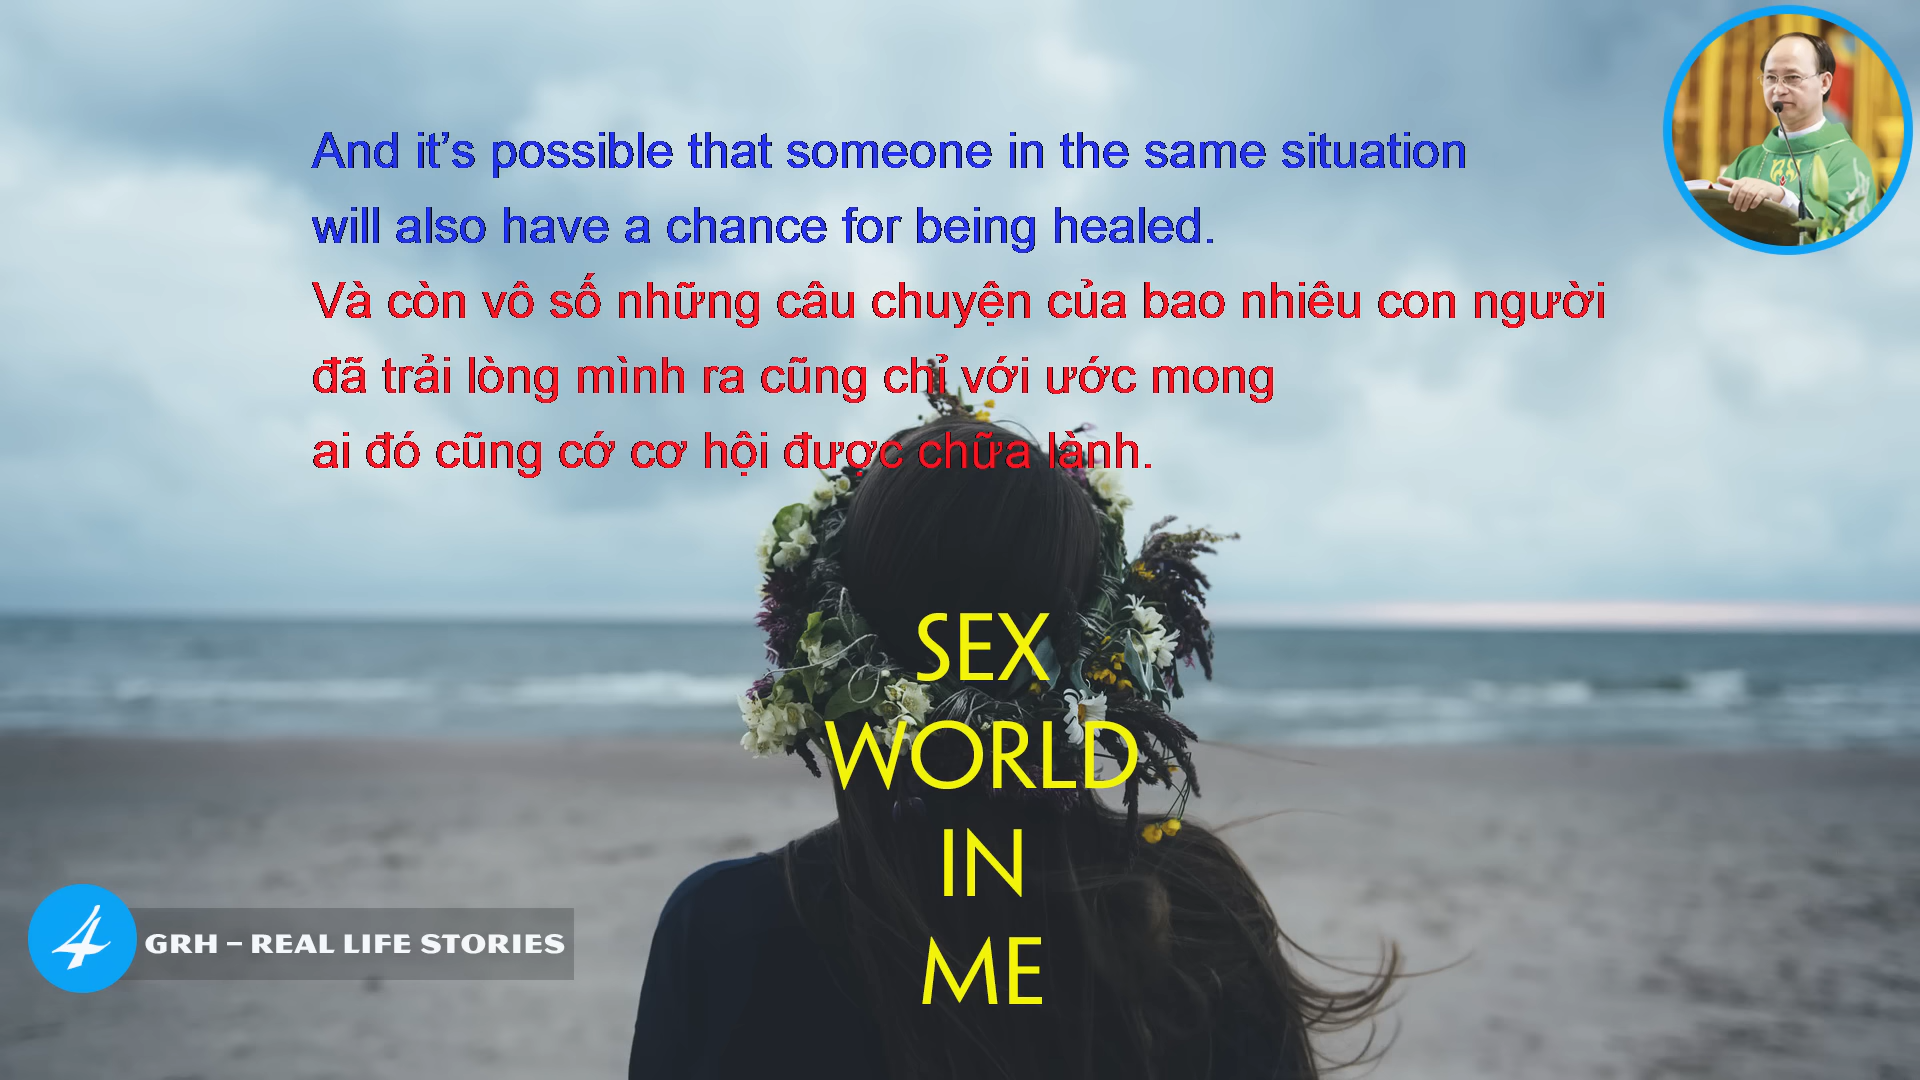 And it’s possible that someone in the same situation
will also have a chance for being healed.
Và còn vô số những câu chuyện của bao nhiêu con người
đã trải lòng mình ra cũng chỉ với ước mong
ai đó cũng cớ cơ hội được chữa lành.
SEX
WORLD
IN
ME
4 GRH – REAL LIFE STORIES